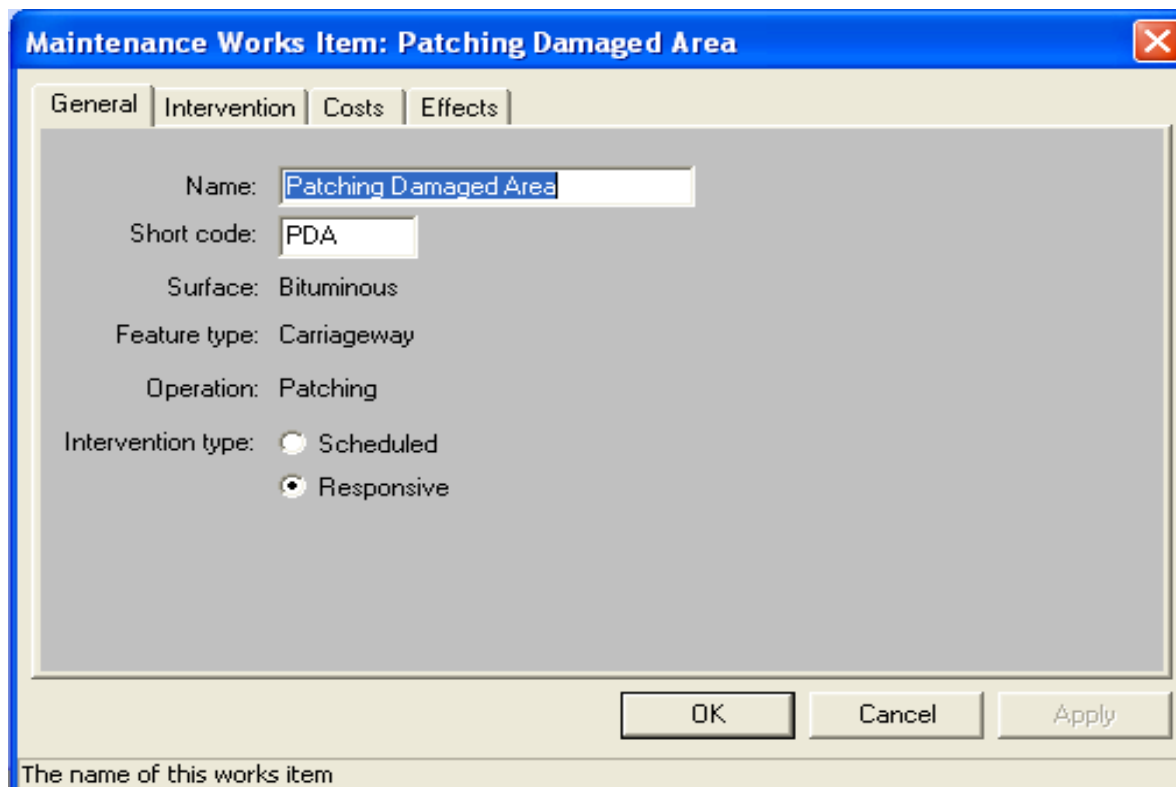 Maintenance Works Item: Patching Damaged Area
General Intervention Costs Effects
Name: Patching Damaged Area
Short code: PDA
Surface: Bituminous
Feature type: Carriageway
Operation: Patching
Intervention type: Scheduled
Responsive
OK Cancel Apply
The name of this works item